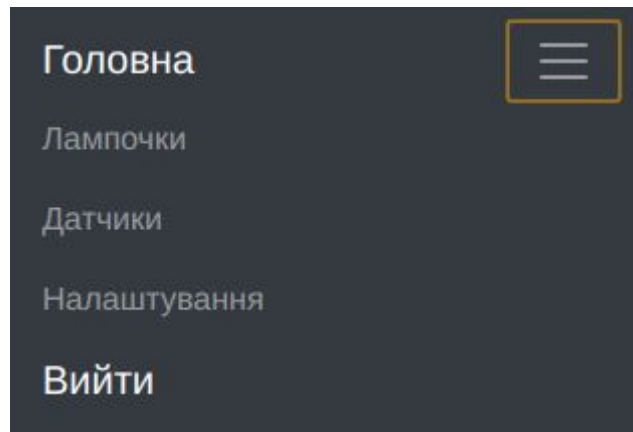 Головна
Лампочки
Датчики
Налаштування
Вийти